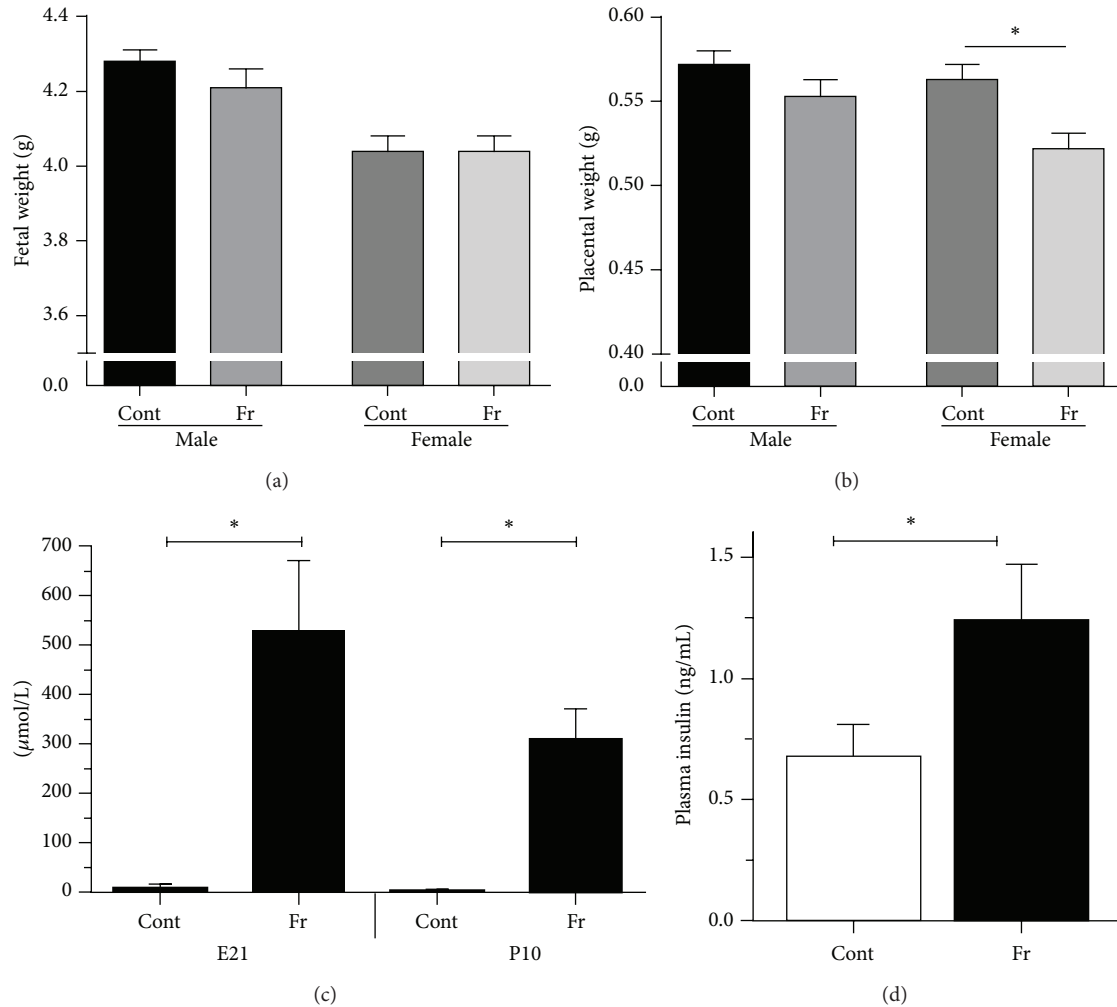 4.4
4.2
4.0
3.8
3.6
0.0
Fetal weight (g)
Cont Fr Cont Fr
Male Female
(a)
0.60
0.55
0.50
0.45
0.40
0.0
Placental weight (g)
*
Cont Fr Cont Fr
Male Female
(b)
700
600
500
400
300
200
100
0
(μmol/L)
* *
Cont Fr Cont Fr
E21 P10
(c)
1.5
1.0
0.5
0.0
Plasma insulin (ng/mL)
*
Cont Fr
(d)